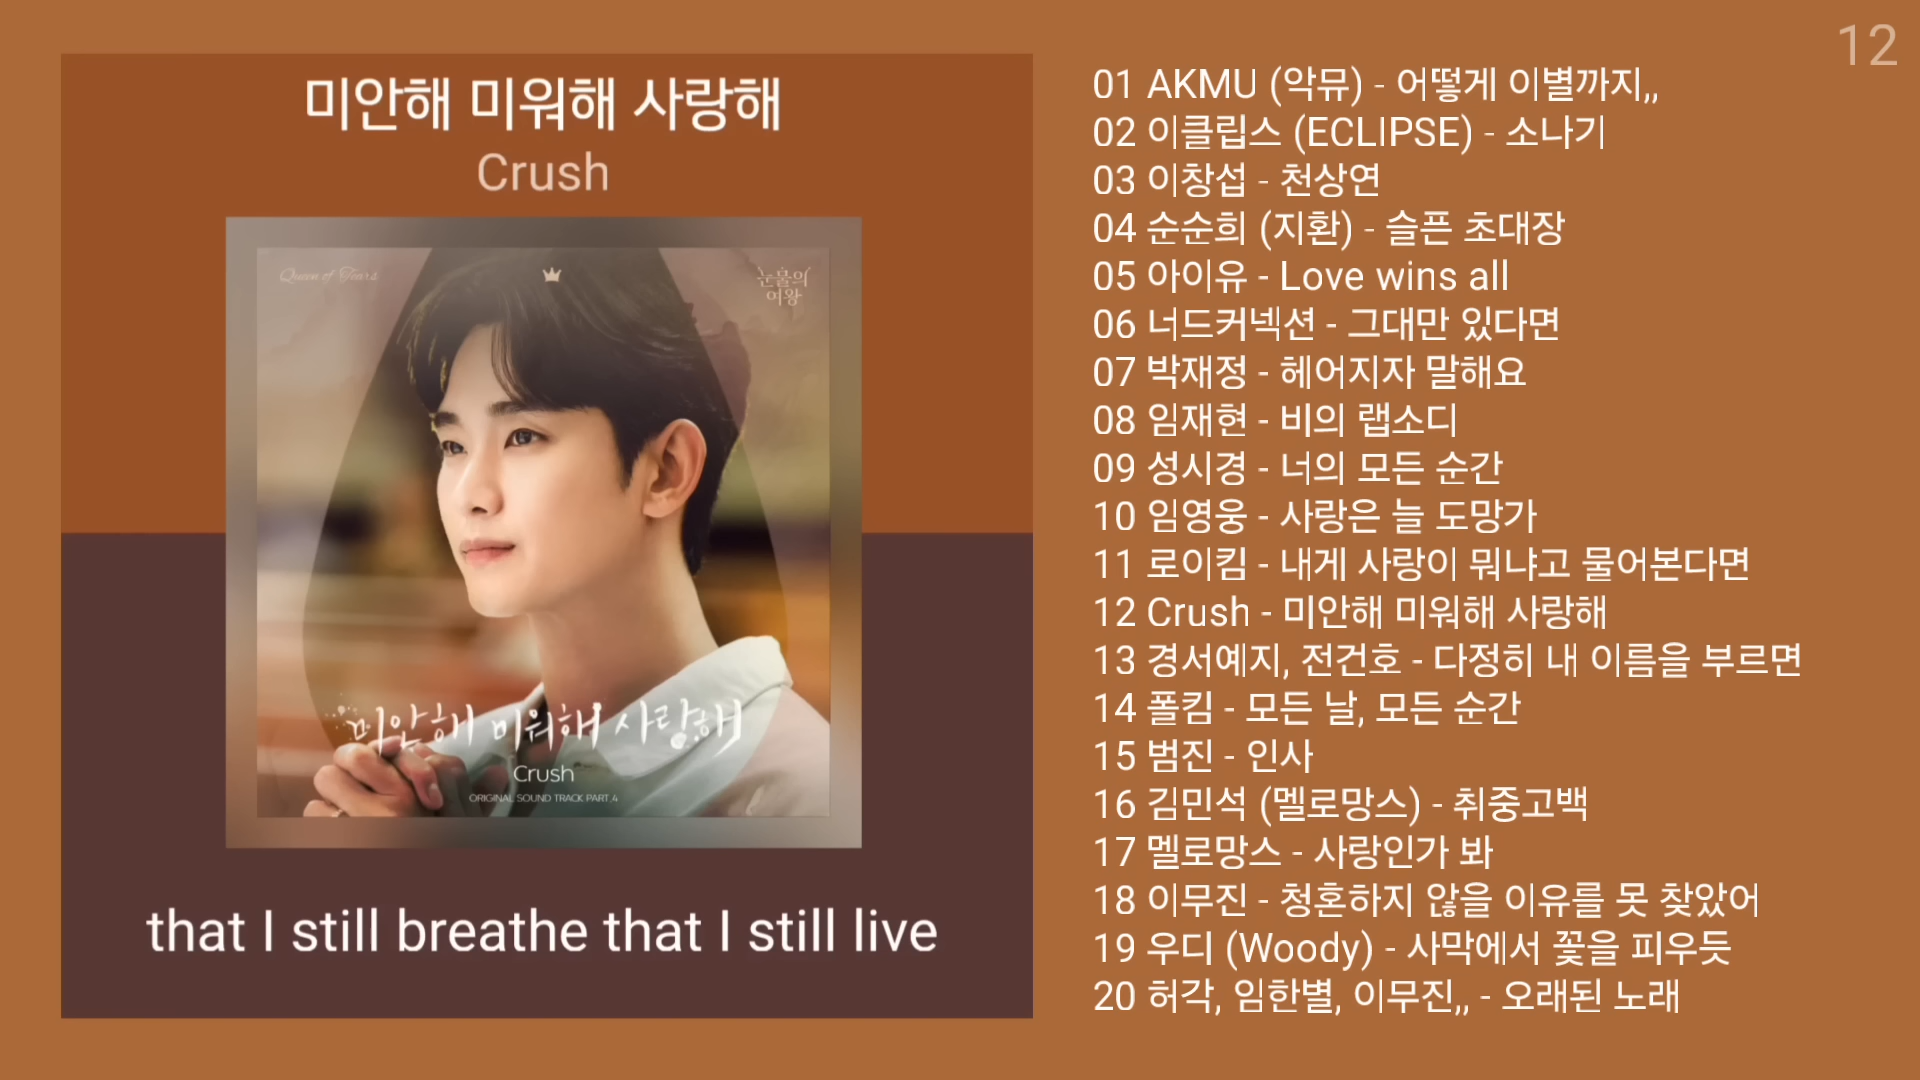 12
미안해 미워해 사랑해
Crush
Queen of Tears
눈물의
여왕
미안해 미워해 사랑해
Crush
ORIGINAL SOUND TRACK PART.4
that I still breathe that I still live
01 AKMU (악뮤) - 어떻게 이별까지,,
02 이클립스 (ECLIPSE) - 소나기
03 이창섭 - 천상연
04 순순희 (지환) - 슬픈 초대장
05 아이유 - Love wins all
06 너드커넥션 - 그대만 있다면
07 박재정 - 헤어지자 말해요
08 임재현 - 비의 랩소디
09 성시경 - 너의 모든 순간
10 임영웅 - 사랑은 늘 도망가
11 로이킴 - 내게 사랑이 뭐냐고 물어본다면
12 Crush - 미안해 미워해 사랑해
13 경서예지, 전건호 - 다정히 내 이름을 부르면
14 폴킴 - 모든 날, 모든 순간
15 범진 - 인사
16 김민석 (멜로망스) - 취중고백
17 멜로망스 - 사랑인가 봐
18 이무진 - 청혼하지 않을 이유를 못 찾았어
19 우디 (Woody) - 사막에서 꽃을 피우듯
20 허각, 임한별, 이무진,, - 오래된 노래